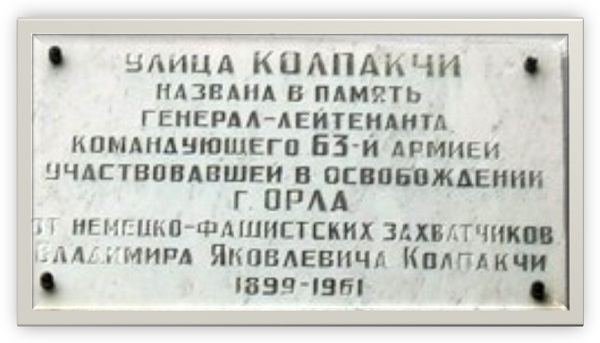 УЛИЦА КОЛПАКЧИ
НАЗВАНА В ПАМЯТЬ
ГЕНЕРАЛ-ЛЕЙТЕНАНТА
КОМАНДУЮЩЕГО 63-Й АРМИЕЙ
УЧАСТВОВАВШЕЙ В ОСВОБОЖДЕНИИ
Г. ОРЛА
ОТ НЕМЕЦКО-ФАШИСТСКИХ ЗАХВАТЧИКОВ
ВЛАДИМИРА ЯКОВЛЕВИЧА КОЛПАКЧИ
1899-1961